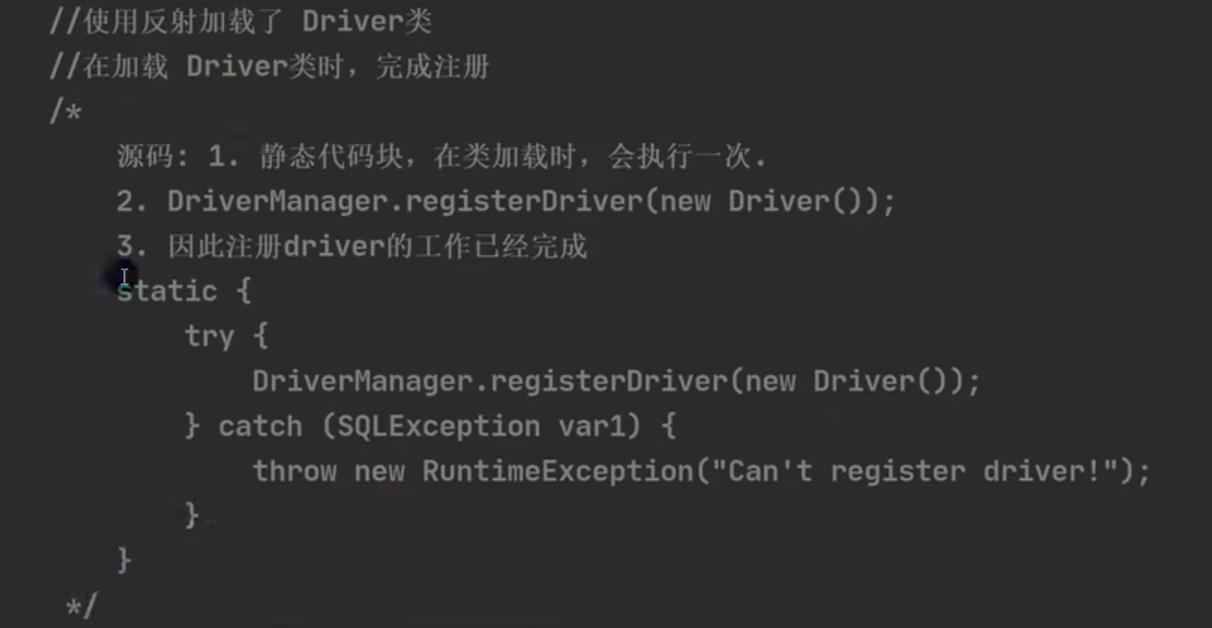 //使用反射加载了 Driver类
//在加载 Driver类时，完成注册
/*
源码: 1. 静态代码块，在类加载时，会执行一次.
2. DriverManager.registerDriver(new Driver());
3. 因此注册driver的工作已经完成
static {
try {
DriverManager.registerDriver(new Driver());
} catch (SQLException var1) {
throw new RuntimeException("Can't register driver!");
}
}
*/